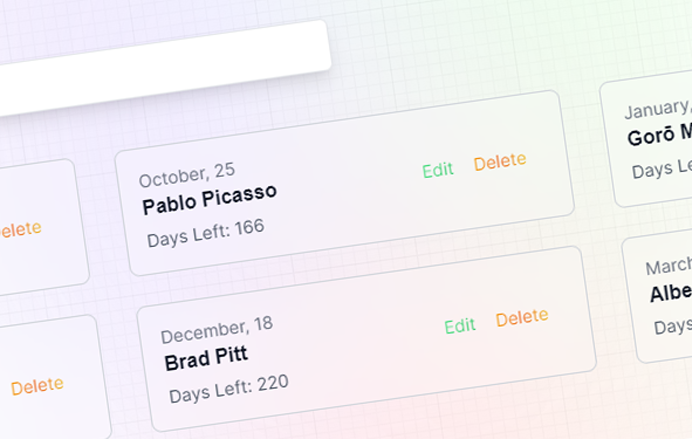 Delete
October, 25
Pablo Picasso
Days Left: 166
Edit
Delete
January,
Gorō M
Days Le
Delete
December, 18
Brad Pitt
Days Left: 220
Edit
Delete
March
Albe
Days